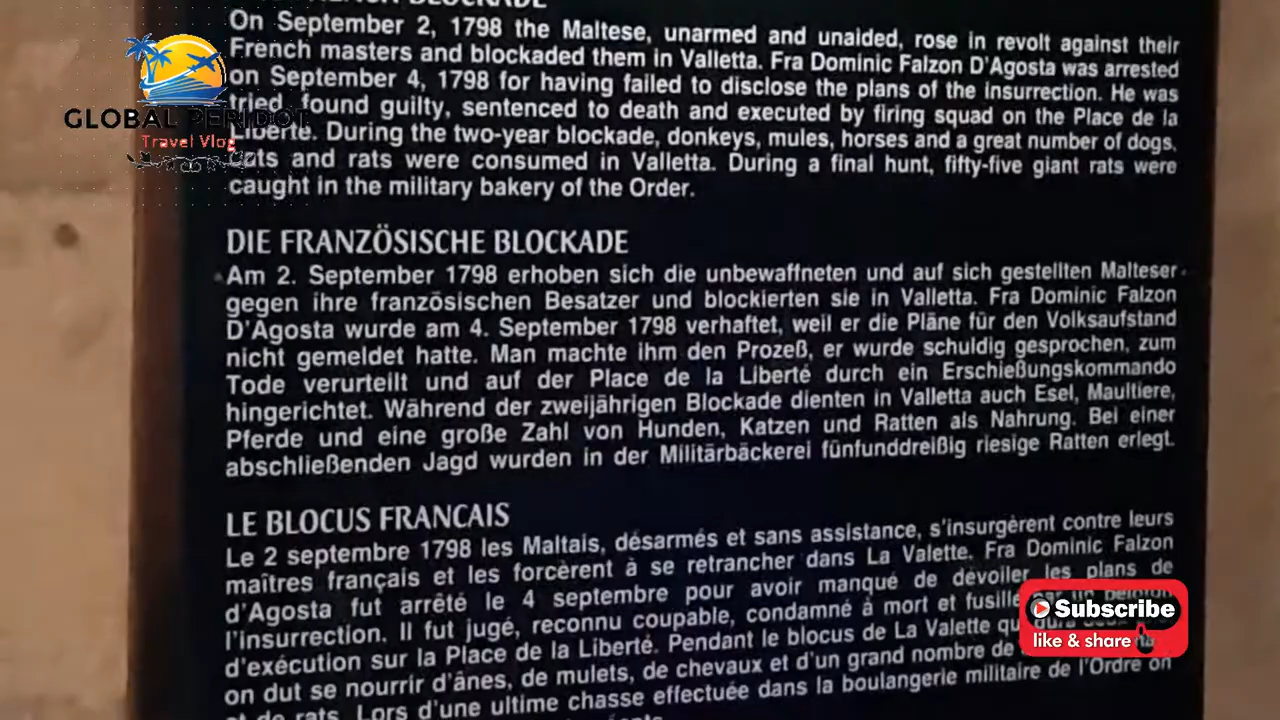 BLOCKADE
On September 2, 1798 the Maltese, unarmed and unaided, rose in revolt against their
French masters and blockaded them in Valletta. Fra Dominic Falzon D'Agosta was arrested
on September 4, 1798 for having failed to disclose the plans of the insurrection. He was
tried, found guilty, sentenced to death and executed by firing squad on the Place de la
Liberté. During the two-year blockade, donkeys, mules, horses and a great number of dogs,
cats and rats were consumed in Valletta. During a final hunt, fifty-five giant rats were
caught in the military bakery of the Order.
GLOBAL PERIDOT
Travel Vlog
DIE FRANZÖSISCHE BLOCKADE
Am 2. September 1798 erhoben sich die unbewaffneten und auf sich gestellten Malteser
gegen ihre französischen Besatzer und blockierten sie in Valletta. Fra Dominic Falzon
D'Agosta wurde am 4. September 1798 verhaftet, weil er die Pläne für den Volksaufstand
nicht gemeldet hatte. Man machte ihm den Prozeß, er wurde schuldig gesprochen, zum
Tode verurteilt und auf der Place de la Liberté durch ein Erschießungskommando
hingerichtet. Während der zweijährigen Blockade dienten in Valletta auch Esel, Maultiere,
Pferde und eine große Zahl von Hunden, Katzen und Ratten als Nahrung. Bei einer
abschließenden Jagd wurden in der Militärbäckerei fünfunddreißig riesige Ratten erlegt.
LE BLOCUS FRANCAIS
Le 2 septembre 1798 les Maltais, désarmés et sans assistance, s'insurgèrent contre leurs
maîtres français et les forcèrent à se retrancher dans La Valette. Fra Dominic Falzon
d'Agosta fut arrêté le 4 septembre pour avoir manqué de dévoiler les plans de
l'insurrection. Il fut jugé, reconnu coupable, condamné à mort et fusillé
d'exécution sur la Place de la Liberté. Pendant le blocus de La Valette
on dut se nourrir d'ânes, de mulets, de chevaux et d'un grand nombre de
et de rats. Lors d'une ultime chasse effectuée dans la boulangerie militaire de l'Ordre on
Subscribe
like & share